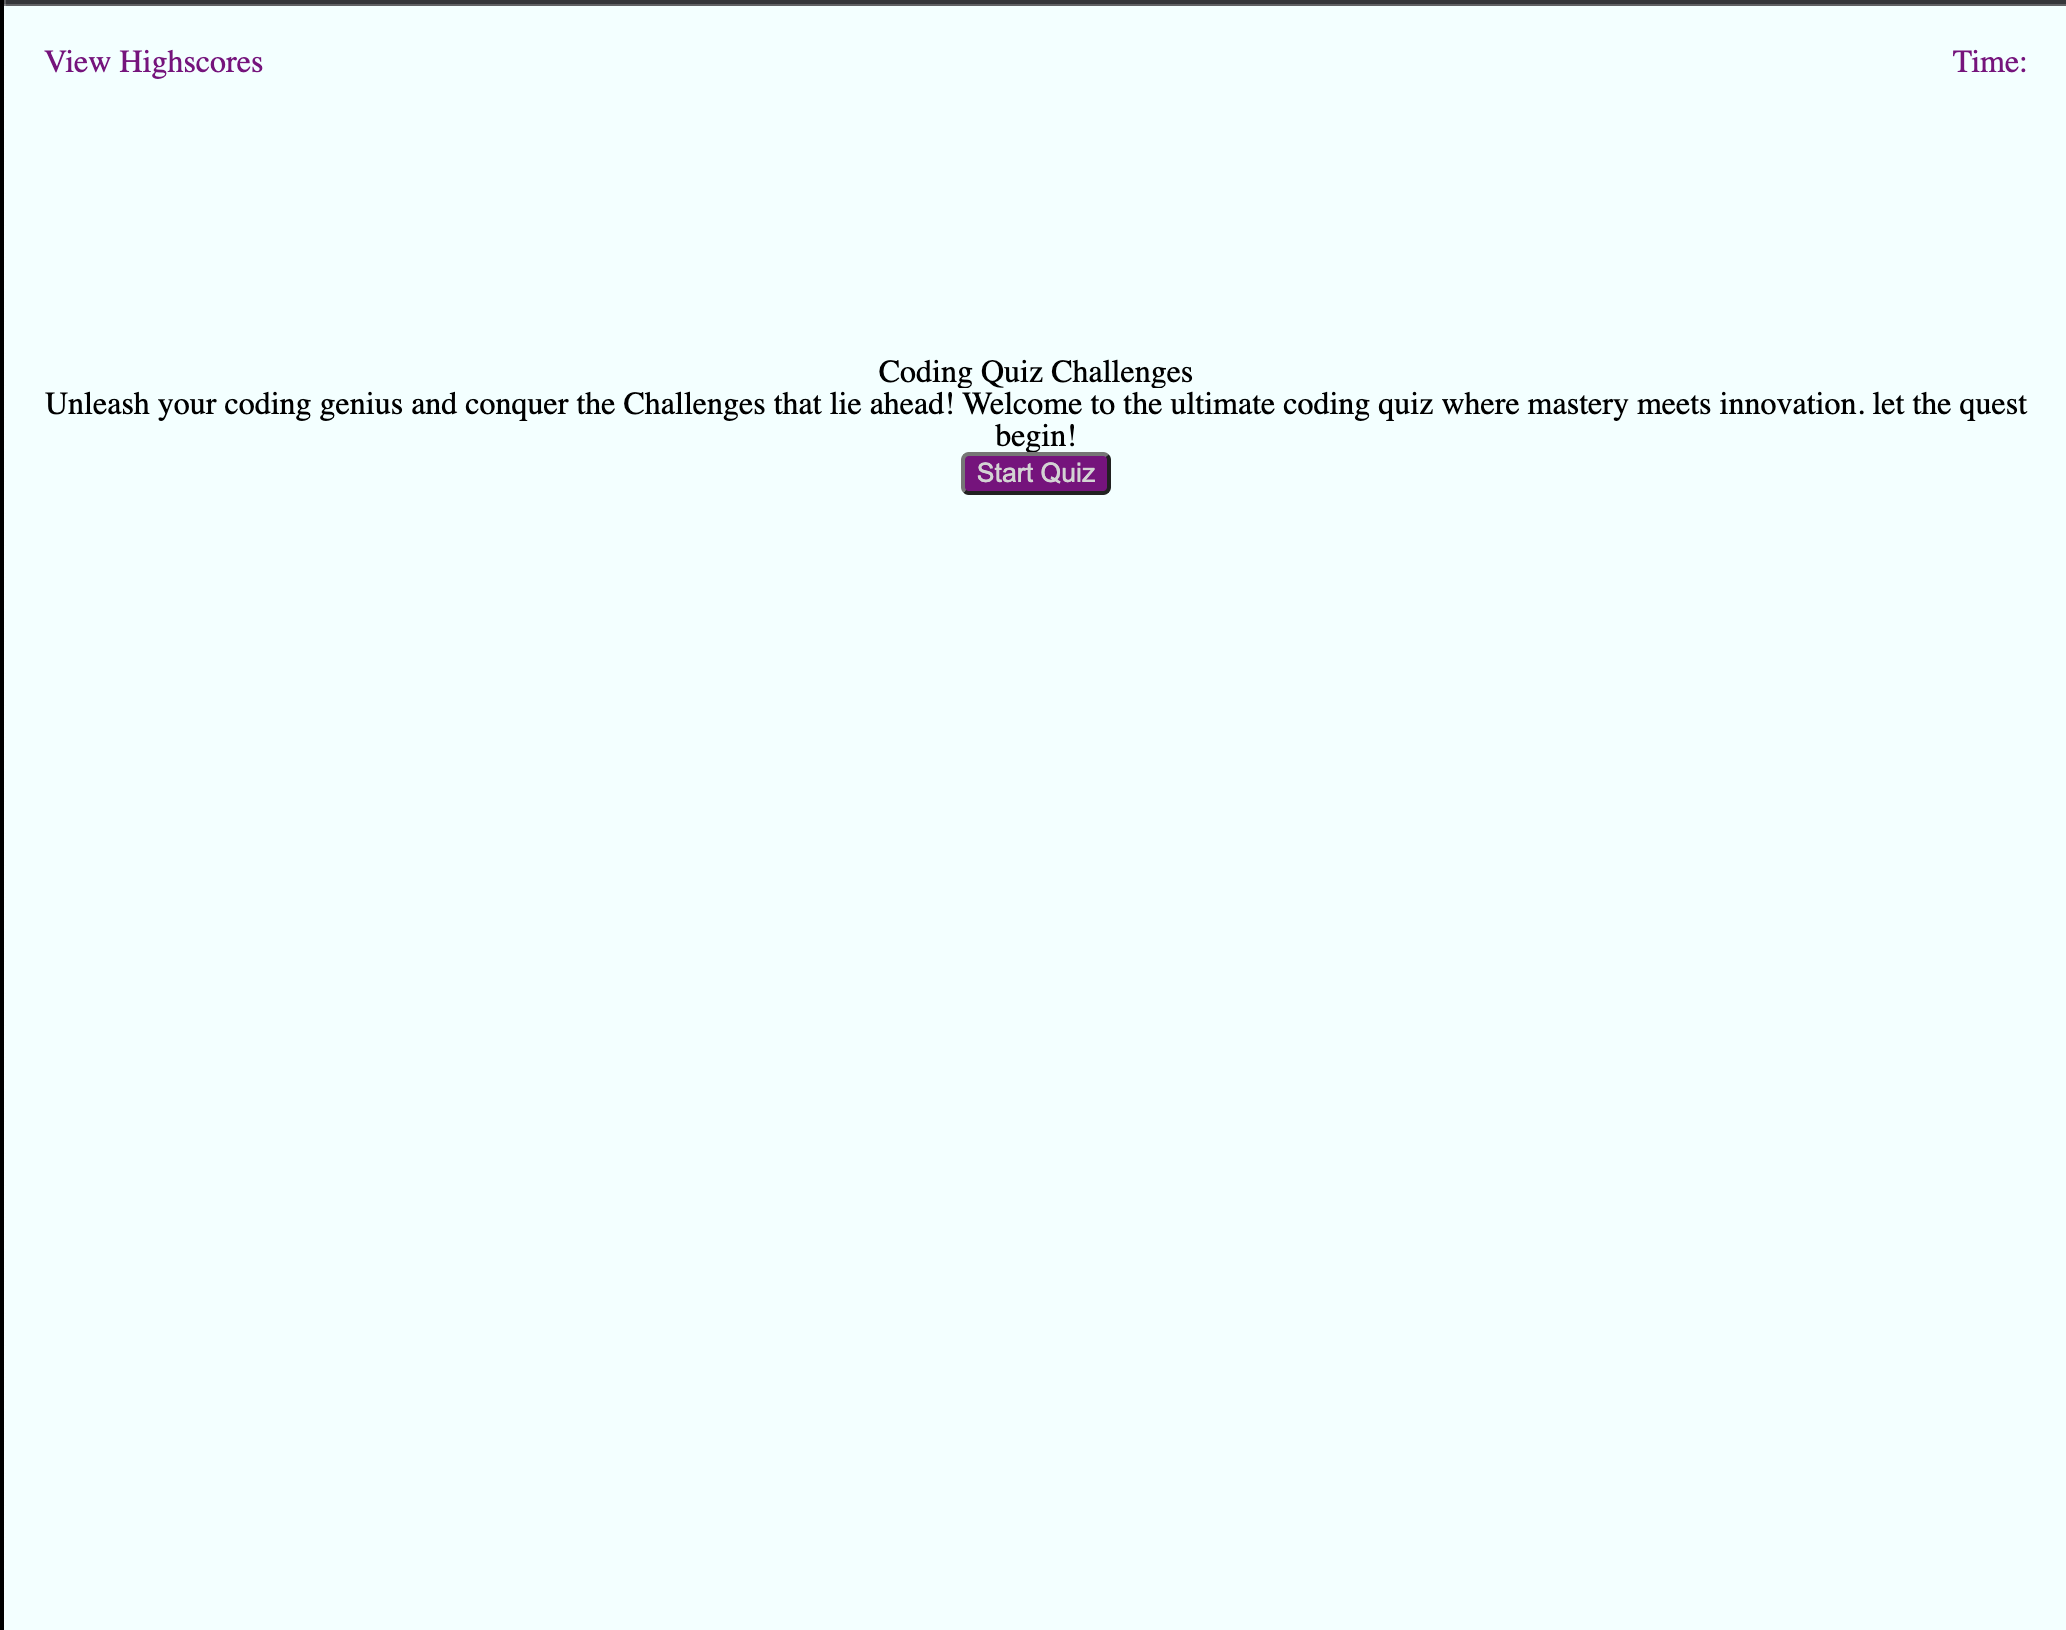 View Highscores
Time:
Coding Quiz Challenges
Unleash your coding genius and conquer the Challenges that lie ahead! Welcome to the ultimate coding quiz where mastery meets innovation. let the quest
begin!
Start Quiz